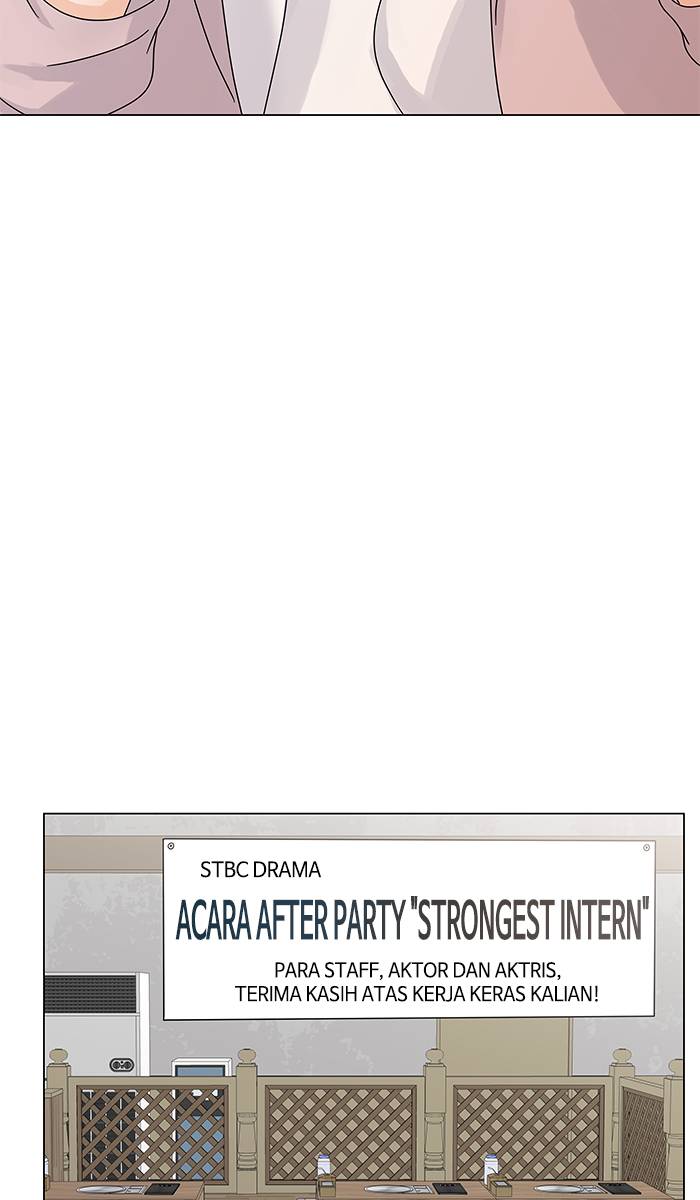 STBC DRAMA
ACARA AFTER PARTY "STRONGEST INTERN"
PARA STAFF, AKTOR DAN AKTRIS,
TERIMA KASIH ATAS KERJA KERAS KALIAN!